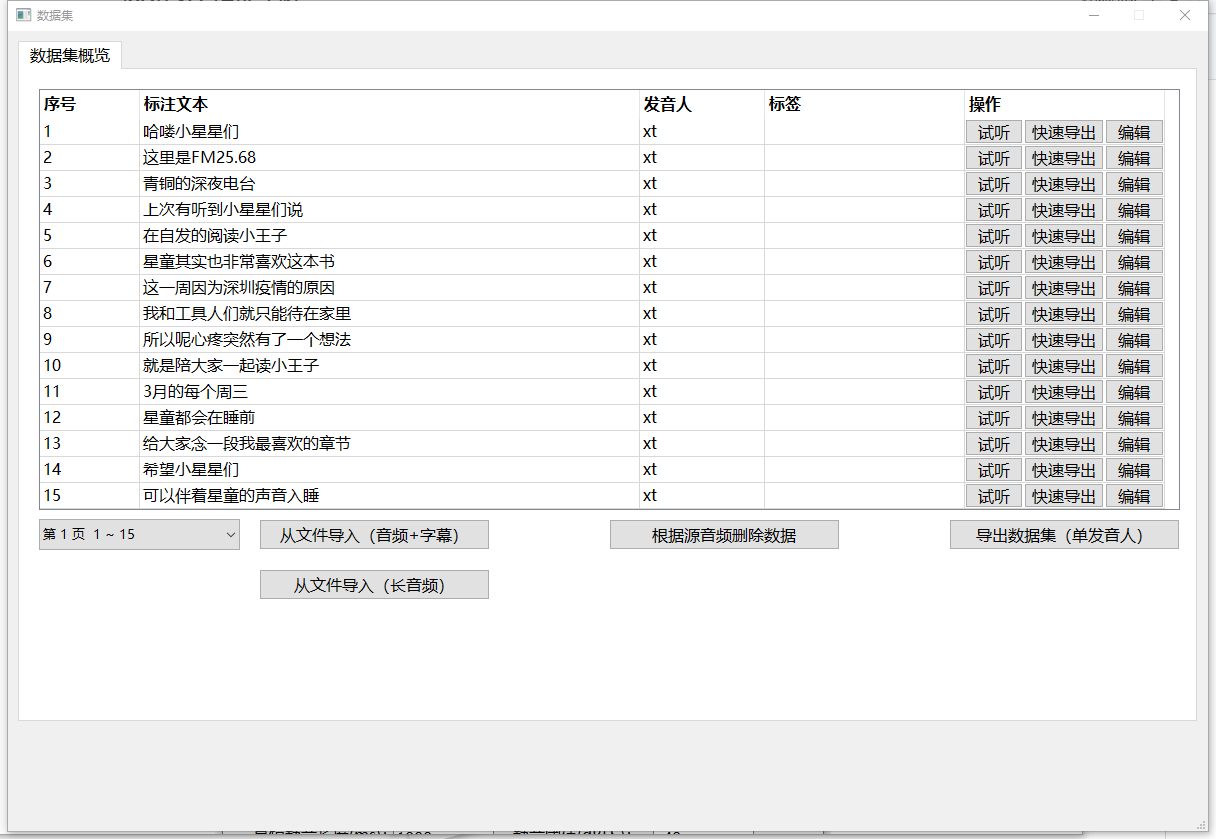 数据集
数据集概览
序号 标注文本 发音人 标签 操作
1 哈喽小星星们 xt 试听 快速导出 编辑
2 这里是FM25.68 xt 试听 快速导出 编辑
3 青铜的深夜电台 xt 试听 快速导出 编辑
4 上次有听到小星星们说 xt 试听 快速导出 编辑
5 在自发的阅读小王子 xt 试听 快速导出 编辑
6 星童其实也非常喜欢这本书 xt 试听 快速导出 编辑
7 这一周因为深圳疫情的原因 xt 试听 快速导出 编辑
8 我和工具人们就只能待在家里 xt 试听 快速导出 编辑
9 所以呢心疼突然有了一个想法 xt 试听 快速导出 编辑
10 就是陪大家一起读小王子 xt 试听 快速导出 编辑
11 3月的每个周三 xt 试听 快速导出 编辑
12 星童都会在睡前 xt 试听 快速导出 编辑
13 给大家念一段我最喜欢的章节 xt 试听 快速导出 编辑
14 希望小星星们 xt 试听 快速导出 编辑
15 可以伴着星童的声音入睡 xt 试听 快速导出 编辑
第 1 页 1 ~ 15 从文件导入（音频+字幕） 根据源音频删除数据 导出数据集（单发音人）
从文件导入（长音频）